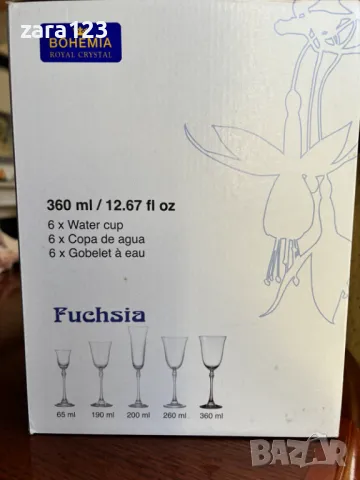 zara123
BOHEMIA
ROYAL CRYSTAL
360 ml / 12.67 fl oz
6 x Water cup
6 x Copa de agua
6 x Gobelet à eau
Fuchsia
65 ml 190 ml 200 ml 260 ml 360 ml
bazar